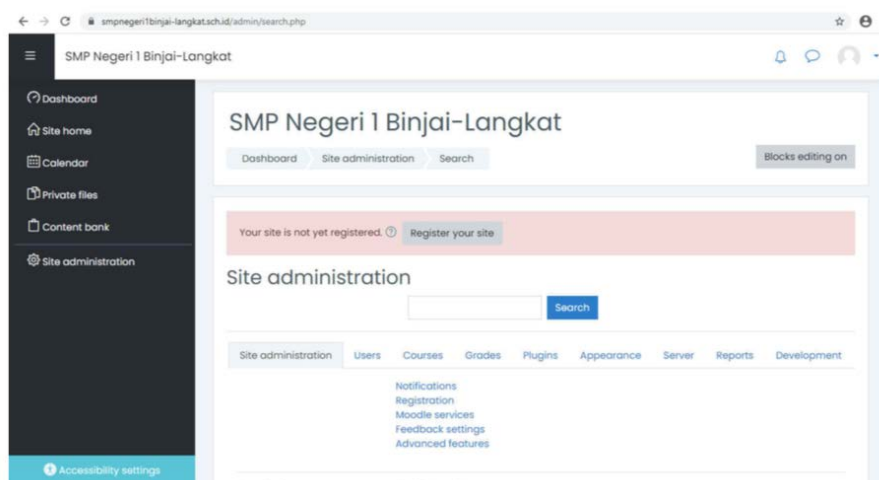 smpnegeri1binjai-langkat.sch.id/admin/search.php
SMP Negeri 1 Binjai-Langkat
Dashboard
Site home
Calendar
Private files
Content bank
Site administration
Accessibility settings
SMP Negeri 1 Binjai-Langkat
Dashboard Site administration Search
Blocks editing on
Your site is not yet registered. Register your site
Site administration
Search
Site administration Users Courses Grades Plugins Appearance Server Reports Development
Notifications
Registration
Moodle services
Feedback settings
Advanced features